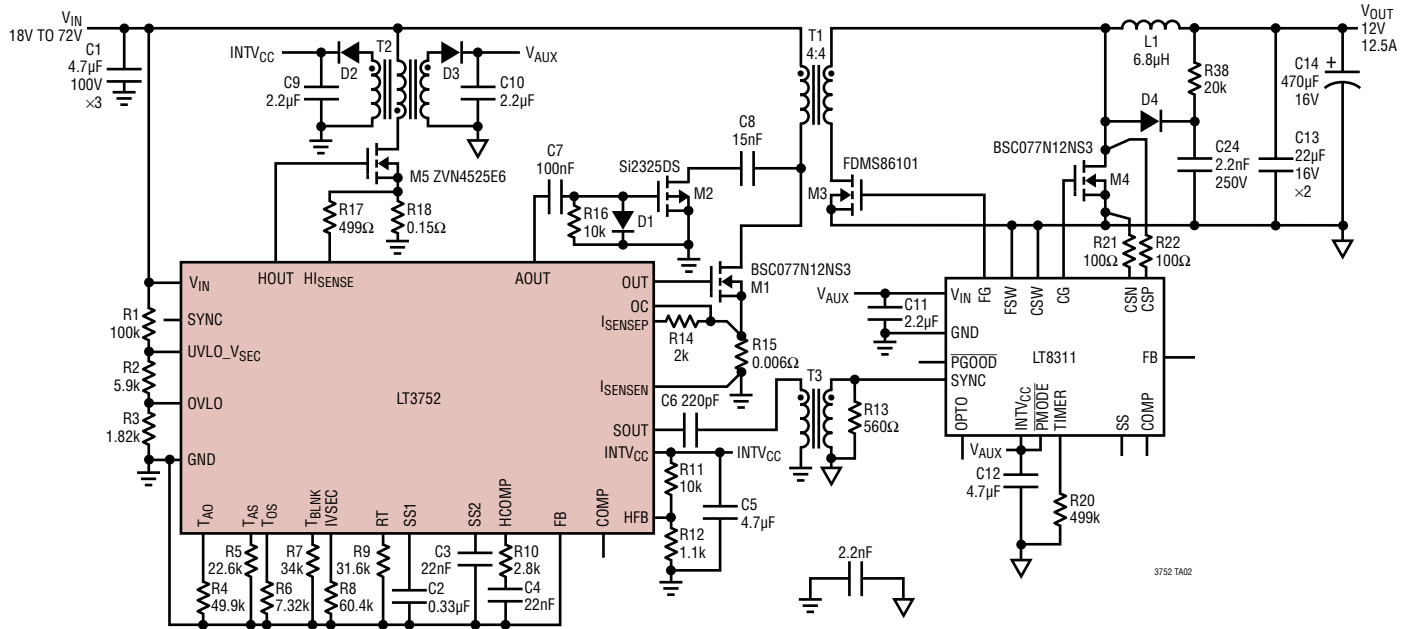 VIN
18V TO 72V
C1
4.7µF
100V
×3
INTVCC
D2
T2
D3
VAUX
C9
2.2µF
C10
2.2µF
M5 ZVN4525E6
R17
499Ω
R18
0.15Ω
C7
100nF
R16
10k
D1
Si2325DS
M2
C8
15nF
T1
4:4
FDMS86101
M3
BSC077N12NS3
M4
D4
L1
6.8µH
R38
20k
C24
2.2nF
250V
C14
470µF
16V
+
C13
22µF
16V
×2
VOUT
12V
12.5A
R21
100Ω
R22
100Ω
R1
100k
R2
5.9k
R3
1.82k
VIN
SYNC
UVLO_VSEC
OVLO
GND
HOUT
HISENSE
AOUT
LT3752
OUT
OC
ISENSEP
ISENSEN
SOUT
INTVCC
HFB
TAO
TAS
TOS
TBLNK
IVSEC
RT
SS1
SS2
HCOMP
FB
COMP
BSC077N12NS3
M1
R14
2k
R15
0.006Ω
C6 220pF
T3
R13
560Ω
INTVCC
R11
10k
R12
1.1k
C5
4.7µF
R4
49.9k
R5
22.6k
R6
7.32k
R7
34k
R8
60.4k
R9
31.6k
C2
0.33µF
C3
22nF
R10
2.8k
C4
22nF
VAUX
C11
2.2µF
VIN
GND
PGOOD
SYNC
FG
FSW
CSW
CG
CSN
CSP
LT8311
FB
OPTO
INTVCC
PMODE
TIMER
SS
COMP
VAUX
C12
4.7µF
R20
499k
2.2nF
3752 TA02